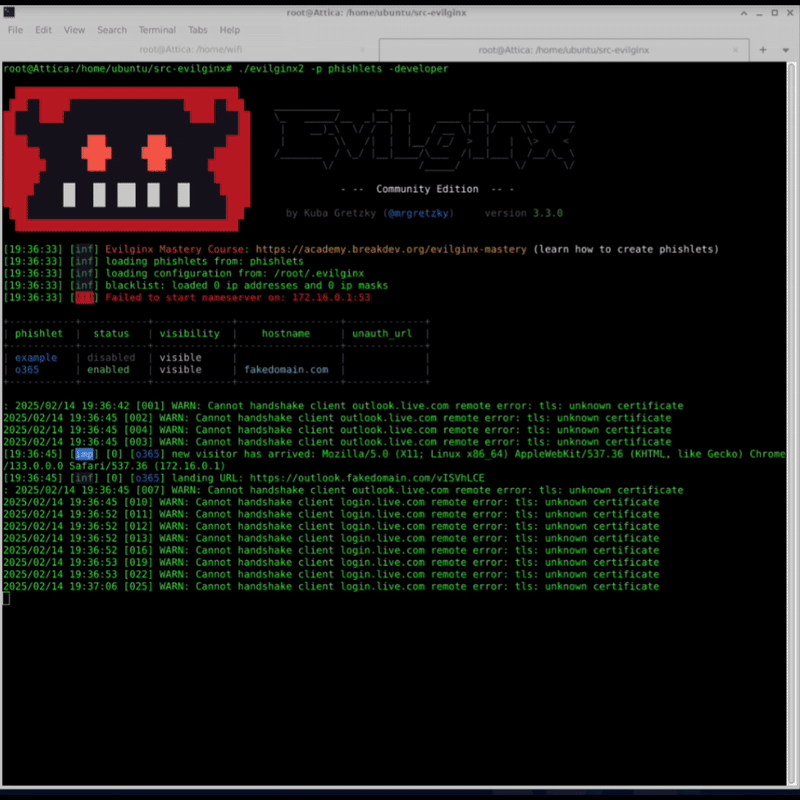 root@Attica: /home/ubuntu/src-evilginx
File Edit View Search Terminal Tabs Help
root@Attica: /home/wifi × root@Attica: /home/ubuntu/src-evilginx ×
root@Attica:/home/ubuntu/src-evilginx# ./evilginx2 -p phishlets -developer
Evilginx
- -- Community Edition -- -
by Kuba Gretzky (@mrgretzky) version 3.3.0
[19:36:33] [inf] Evilginx Mastery Course: https://academy.breakdev.org/evilginx-mastery (learn how to create phishlets)
[19:36:33] [inf] loading phishlets from: phishlets
[19:36:33] [inf] loading configuration from: /root/.evilginx
[19:36:33] [inf] blacklist: loaded 0 ip addresses and 0 ip masks
[19:36:33] Failed to start nameserver on: 172.16.0.1:53
| phishlet | status | visibility | hostname | unauth_url |
| example | disabled | visible | | |
| o365 | enabled | visible | fakedomain.com | |
: 2025/02/14 19:36:42 [001] WARN: Cannot handshake client outlook.live.com remote error: tls: unknown certificate
2025/02/14 19:36:45 [002] WARN: Cannot handshake client outlook.live.com remote error: tls: unknown certificate
2025/02/14 19:36:45 [004] WARN: Cannot handshake client outlook.live.com remote error: tls: unknown certificate
2025/02/14 19:36:45 [003] WARN: Cannot handshake client outlook.live.com remote error: tls: unknown certificate
[19:36:45] [imp] [0] [o365] new visitor has arrived: Mozilla/5.0 (X11; Linux x86_64) AppleWebKit/537.36 (KHTML, like Gecko) Chrome
/133.0.0.0 Safari/537.36 (172.16.0.1)
[19:36:45] [inf] [0] [o365] landing URL: https://outlook.fakedomain.com/vISVhLCE
: 2025/02/14 19:36:45 [007] WARN: Cannot handshake client outlook.live.com remote error: tls: unknown certificate
2025/02/14 19:36:45 [010] WARN: Cannot handshake client login.live.com remote error: tls: unknown certificate
2025/02/14 19:36:52 [011] WARN: Cannot handshake client login.live.com remote error: tls: unknown certificate
2025/02/14 19:36:52 [012] WARN: Cannot handshake client login.live.com remote error: tls: unknown certificate
2025/02/14 19:36:52 [013] WARN: Cannot handshake client login.live.com remote error: tls: unknown certificate
2025/02/14 19:36:52 [016] WARN: Cannot handshake client login.live.com remote error: tls: unknown certificate
2025/02/14 19:36:53 [019] WARN: Cannot handshake client login.live.com remote error: tls: unknown certificate
2025/02/14 19:36:53 [022] WARN: Cannot handshake client login.live.com remote error: tls: unknown certificate
2025/02/14 19:37:06 [025] WARN: Cannot handshake client login.live.com remote error: tls: unknown certificate